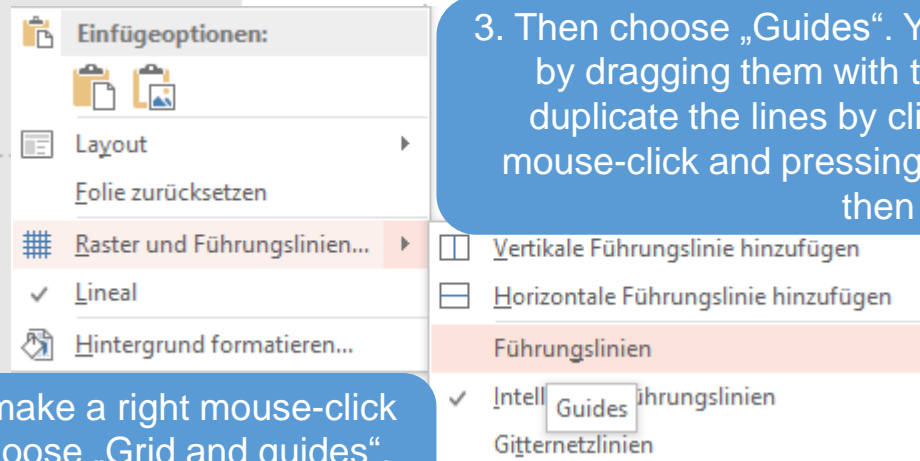 Einfügeoptionen:
Layout
Folie zurücksetzen
Raster und Führungslinien...
Lineal
Hintergrund formatieren...
3. Then choose „Guides“. Y
by dragging them with t
duplicate the lines by cli
mouse-click and pressing
then
Vertikale Führungslinie hinzufügen
Horizontale Führungslinie hinzufügen
Führungslinien
Intell ührungslinien
Guides
Gitternetzlinien
make a right mouse-click
oose „Grid and guides“.